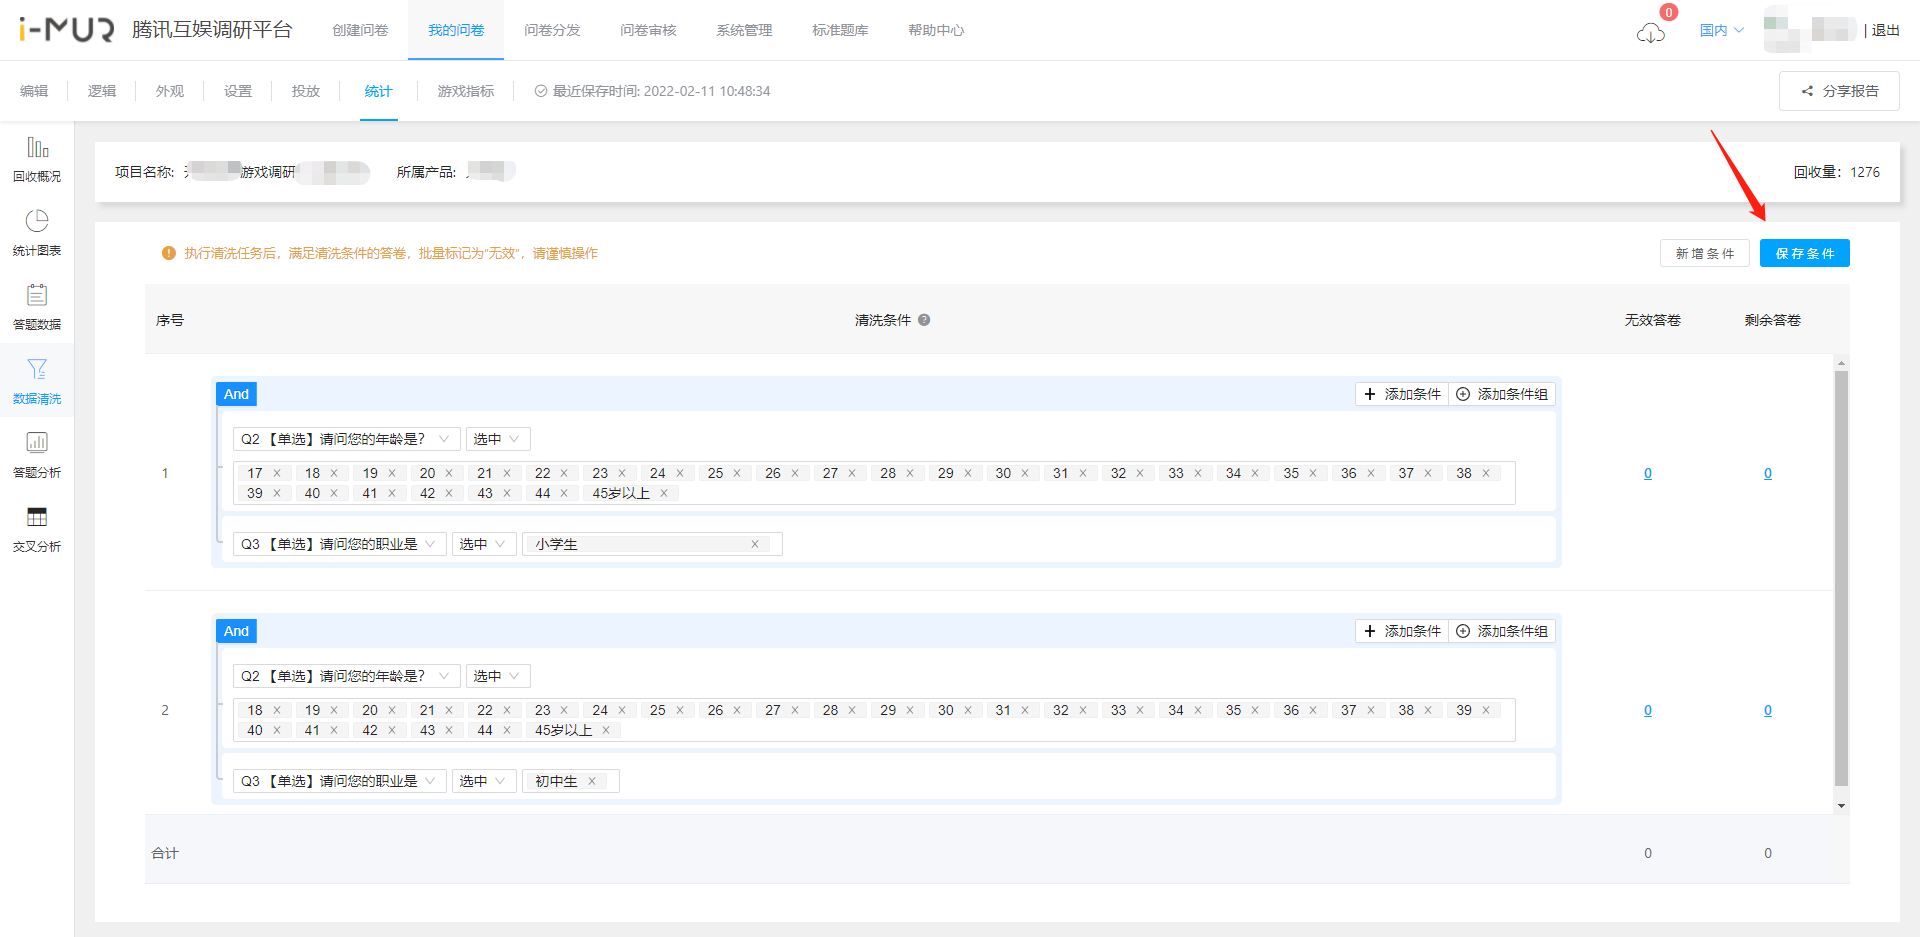 i-MUR 腾讯互娱调研平台 创建问卷 我的问卷 问卷分发 问卷审核 系统管理 标准题库 帮助中心 0 国内 | 退出
编辑 逻辑 外观 设置 投放 统计 游戏指标 最近保存时间: 2022-02-11 10:48:34 分享报告
回收概况
统计图表
答题数据
数据清洗
答题分析
交叉分析
项目名称: 游戏调研 所属产品: 回收量: 1276
执行清洗任务后，满足清洗条件的答卷，批量标记为“无效”，请谨慎操作 新增条件 保存条件
序号 清洗条件 ? 无效答卷 剩余答卷
And + 添加条件 添加条件组
Q2 【单选】请问您的年龄是? 选中
1 17 × 18 × 19 × 20 × 21 × 22 × 23 × 24 × 25 × 26 × 27 × 28 × 29 × 30 × 31 × 32 × 33 × 34 × 35 × 36 × 37 × 38 × 0 0
39 × 40 × 41 × 42 × 43 × 44 × 45岁以上 ×
Q3 【单选】请问您的职业是 选中 小学生 ×
And + 添加条件 添加条件组
Q2 【单选】请问您的年龄是? 选中
2 18 × 19 × 20 × 21 × 22 × 23 × 24 × 25 × 26 × 27 × 28 × 29 × 30 × 31 × 32 × 33 × 34 × 35 × 36 × 37 × 38 × 39 × 0 0
40 × 41 × 42 × 43 × 44 × 45岁以上 ×
Q3 【单选】请问您的职业是 选中 初中生 ×
合计 0 0